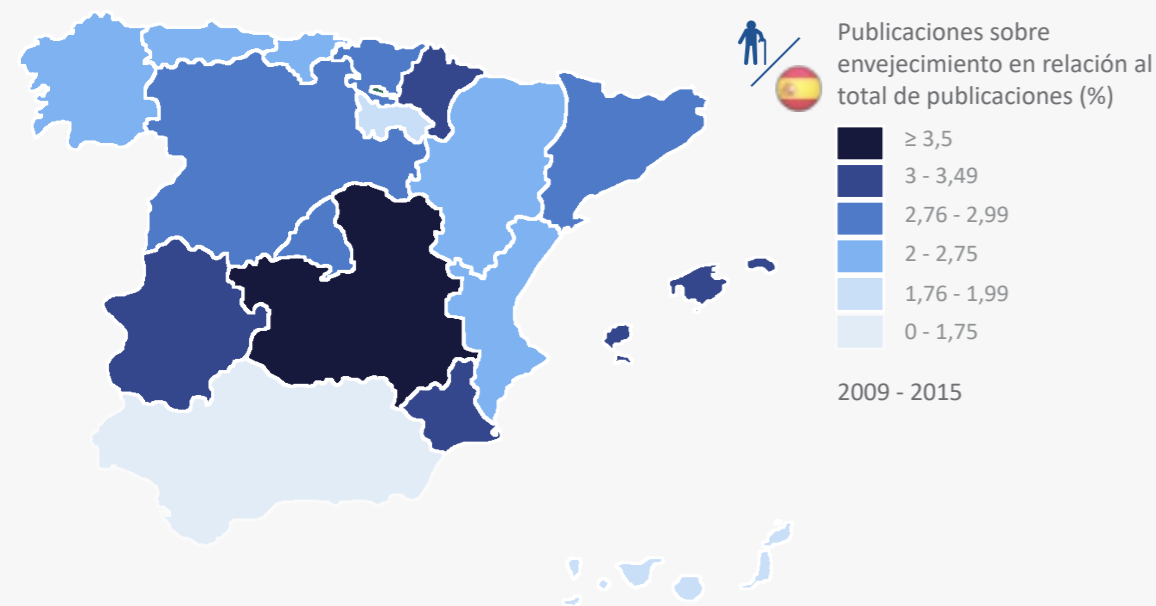 Publicaciones sobre
envejecimiento en relación al
total de publicaciones (%)
≥ 3,5
3 - 3,49
2,76 - 2,99
2 - 2,75
1,76 - 1,99
0 - 1,75
2009 - 2015